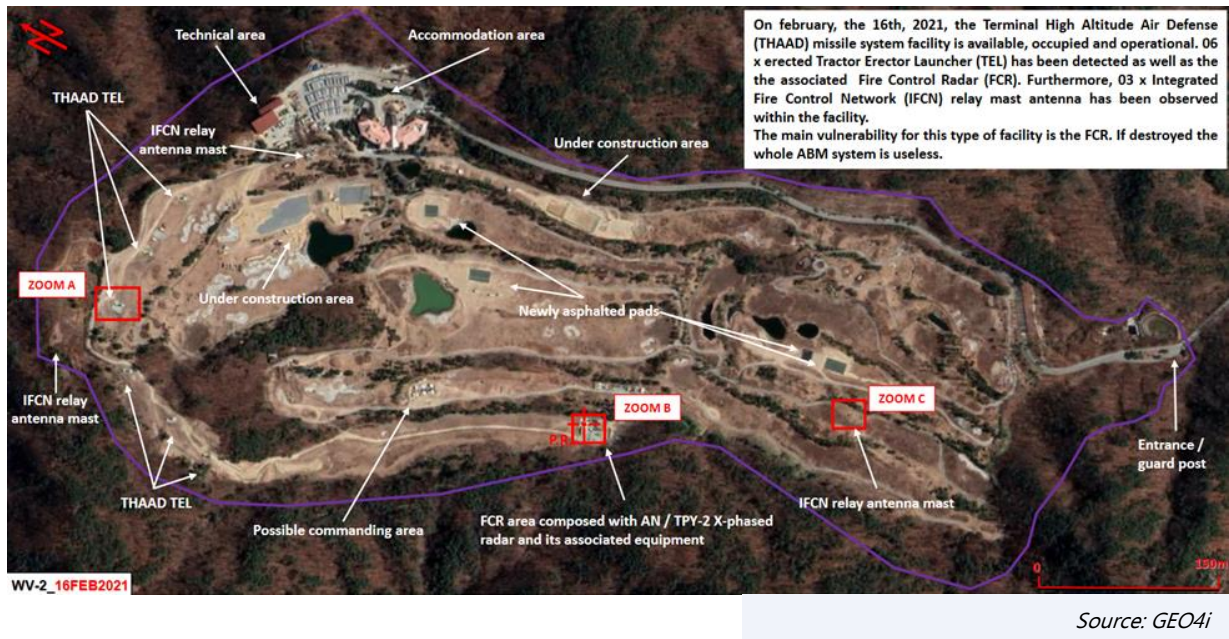 On february, the 16th, 2021, the Terminal High Altitude Air Defense
(THAAD) missile system facility is available, occupied and operational. 06
x erected Tractor Erector Launcher (TEL) has been detected as well as the
the associated Fire Control Radar (FCR). Furthermore, 03 x Integrated
Fire Control Network (IFCN) relay mast antenna has been observed
within the facility.
The main vulnerability for this type of facility is the FCR. If destroyed the
whole ABM system is useless.
N
Technical area
Accommodation area
THAAD TEL
IFCN relay
antenna mast
Under construction area
ZOOM A
Under construction area
Newly asphalted pads
IFCN relay
antenna mast
ZOOM B
ZOOM C
P.R
Entrance /
guard post
THAAD TEL
Possible commanding area
FCR area composed with AN / TPY-2 X-phased
radar and its associated equipment
IFCN relay antenna mast
0
150m
WV-2_16FEB2021
Source: GEO4i